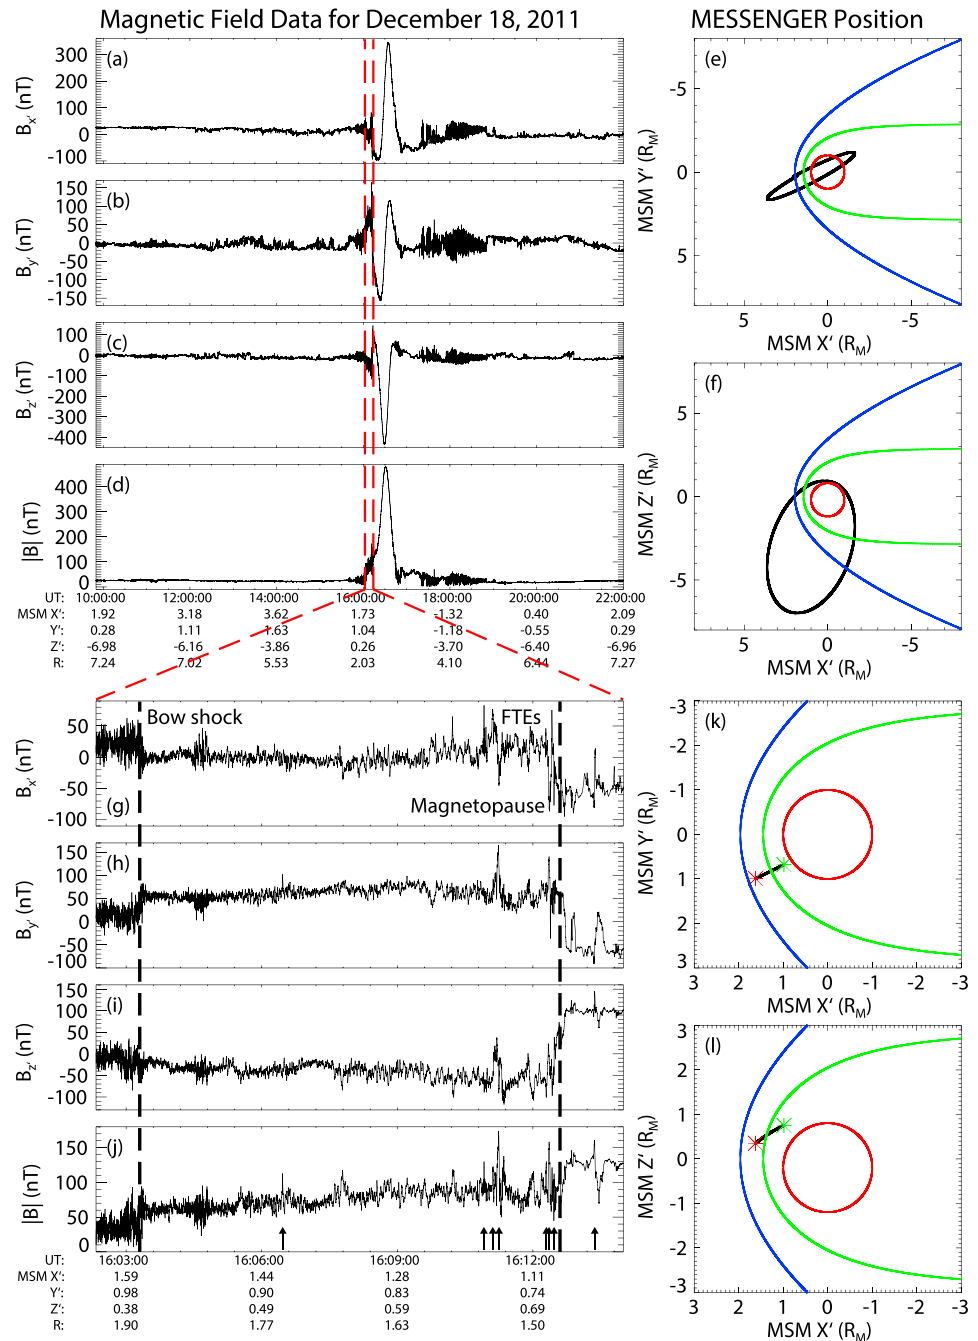 Magnetic Field Data for December 18, 2011
MESSENGER Position
(a)
300
200
100
0
-100
Bx' (nT)
(b)
150
100
50
0
-50
-100
-150
By' (nT)
(c)
100
0
-100
-200
-300
-400
Bz' (nT)
(d)
400
300
200
100
0
|B| (nT)
UT: 10:00:00 12:00:00 14:00:00 16:00:00 18:00:00 20:00:00 22:00:00
MSM X': 1.92 3.18 3.62 1.73 -1.32 0.40 2.09
Y': 0.28 1.11 1.63 1.04 -1.18 -0.55 0.29
Z': -6.98 -6.16 -3.86 0.26 -3.70 -6.40 -6.96
R: 7.24 7.02 5.53 2.03 4.10 6.44 7.27
(e)
-5
0
5
MSM Y' (RM)
5 0 -5
MSM X' (RM)
(f)
5
0
-5
MSM Z' (RM)
5 0 -5
MSM X' (RM)
Bow shock
FTEs
50
0
-50
-100
Bx' (nT)
(g)
Magnetopause
(h)
150
100
50
0
-50
-100
By' (nT)
(i)
150
100
50
0
-50
-100
Bz' (nT)
(j)
150
100
50
0
|B| (nT)
UT: 16:03:00 16:06:00 16:09:00 16:12:00
MSM X': 1.59 1.44 1.28 1.11
Y': 0.98 0.90 0.83 0.74
Z': 0.38 0.49 0.59 0.69
R: 1.90 1.77 1.63 1.50
(k)
-3
-2
-1
0
1
2
3
MSM Y' (RM)
3 2 1 0 -1 -2 -3
MSM X' (RM)
(l)
3
2
1
0
-1
-2
-3
MSM Z' (RM)
3 2 1 0 -1 -2 -3
MSM X' (RM)